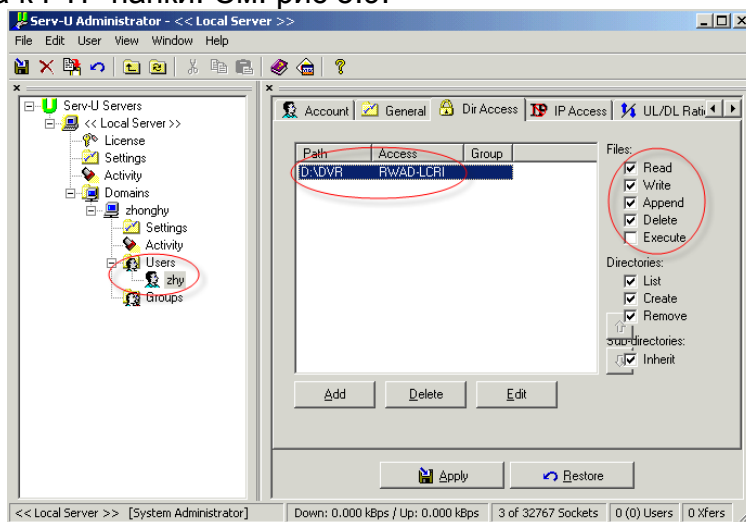 Serv-U Administrator - << Local Server >>
File Edit User View Window Help
Serv-U Servers
<< Local Server >>
License
Settings
Activity
Domains
zhonghy
Settings
Activity
Users
zhy
Groups
Account General Dir Access IP Access UL/DL Rati
Path Access Group
D:\DVR RWAD-LCRI
Files:
Read
Write
Append
Delete
Execute
Directories:
List
Create
Remove
Sub-directories:
Inherit
Add Delete Edit
Apply Restore
<< Local Server >> [System Administrator] Down: 0.000 kBps / Up: 0.000 kBps 3 of 32767 Sockets 0 (0) Users 0 Xfers